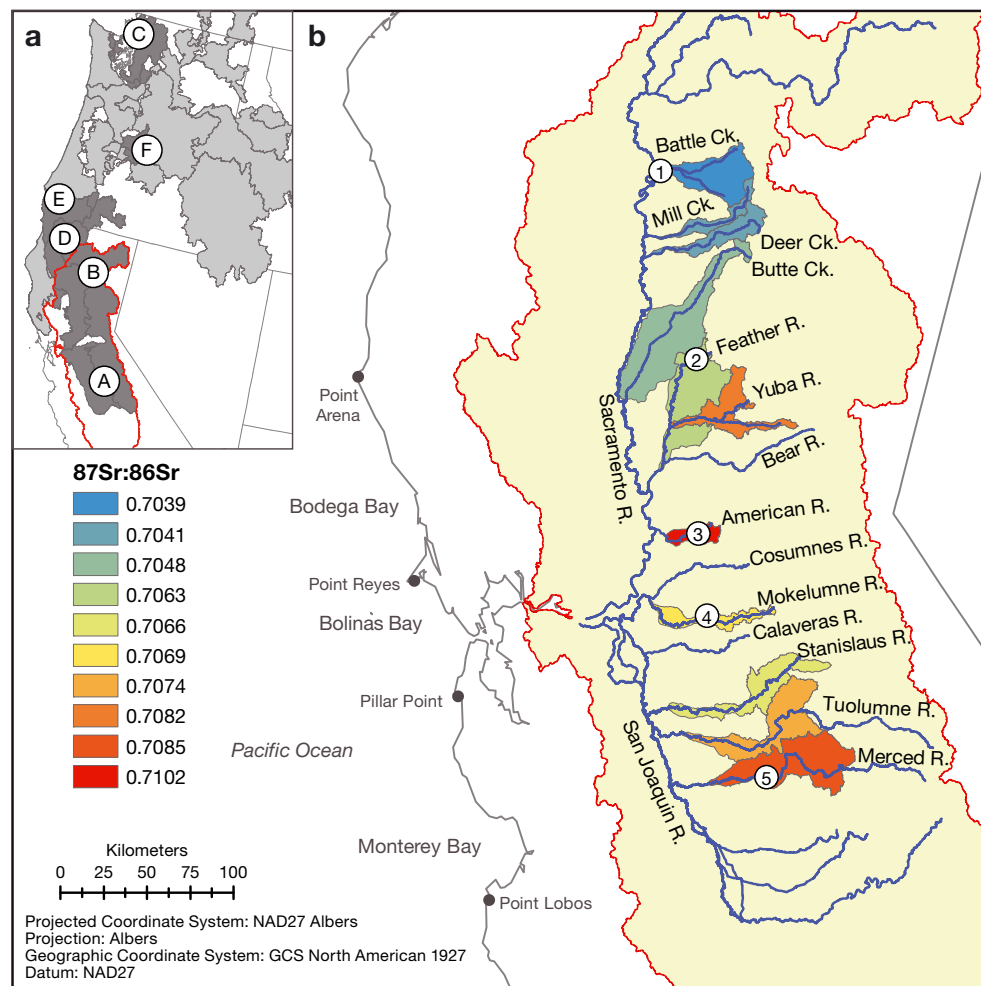 a
C
F
E
D
B
A
b
Battle Ck.
1
Mill Ck.
Deer Ck.
Butte Ck.
Feather R.
2
Yuba R.
Sacramento R.
Bear R.
American R.
3
Cosumnes R.
Mokelumne R.
4
Calaveras R.
Stanislaus R.
Tuolumne R.
San Joaquin R.
Merced R.
5
Point
Arena
Bodega Bay
Point Reyes
Bolinas Bay
Pillar Point
Pacific Ocean
Monterey Bay
Point Lobos
87Sr:86Sr
0.7039
0.7041
0.7048
0.7063
0.7066
0.7069
0.7074
0.7082
0.7085
0.7102
Kilometers
0 25 50 75 100
Projected Coordinate System: NAD27 Albers
Projection: Albers
Geographic Coordinate System: GCS North American 1927
Datum: NAD27